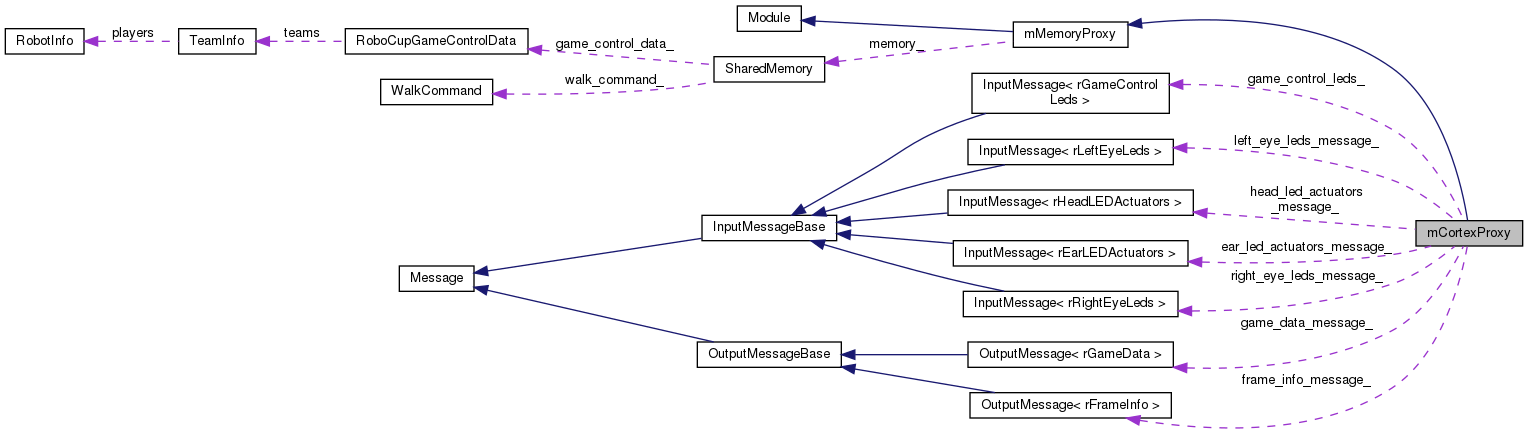 Module
players
teams
mMemoryProxy
RobotInfo
TeamInfo
RoboCupGameControlData
game_control_data_
memory_
SharedMemory
walk_command_
WalkCommand
InputMessage< rGameControl
Leds >
game_control_leds_
InputMessage< rLeftEyeLeds >
left_eye_leds_message_
InputMessage< rHeadLEDActuators >
head_led_actuators
_message_
InputMessageBase
mCortexProxy
InputMessage< rEarLEDActuators >
ear_led_actuators_message_
Message
InputMessage< rRightEyeLeds >
right_eye_leds_message_
game_data_message_
OutputMessageBase
OutputMessage< rGameData >
frame_info_message_
OutputMessage< rFrameInfo >